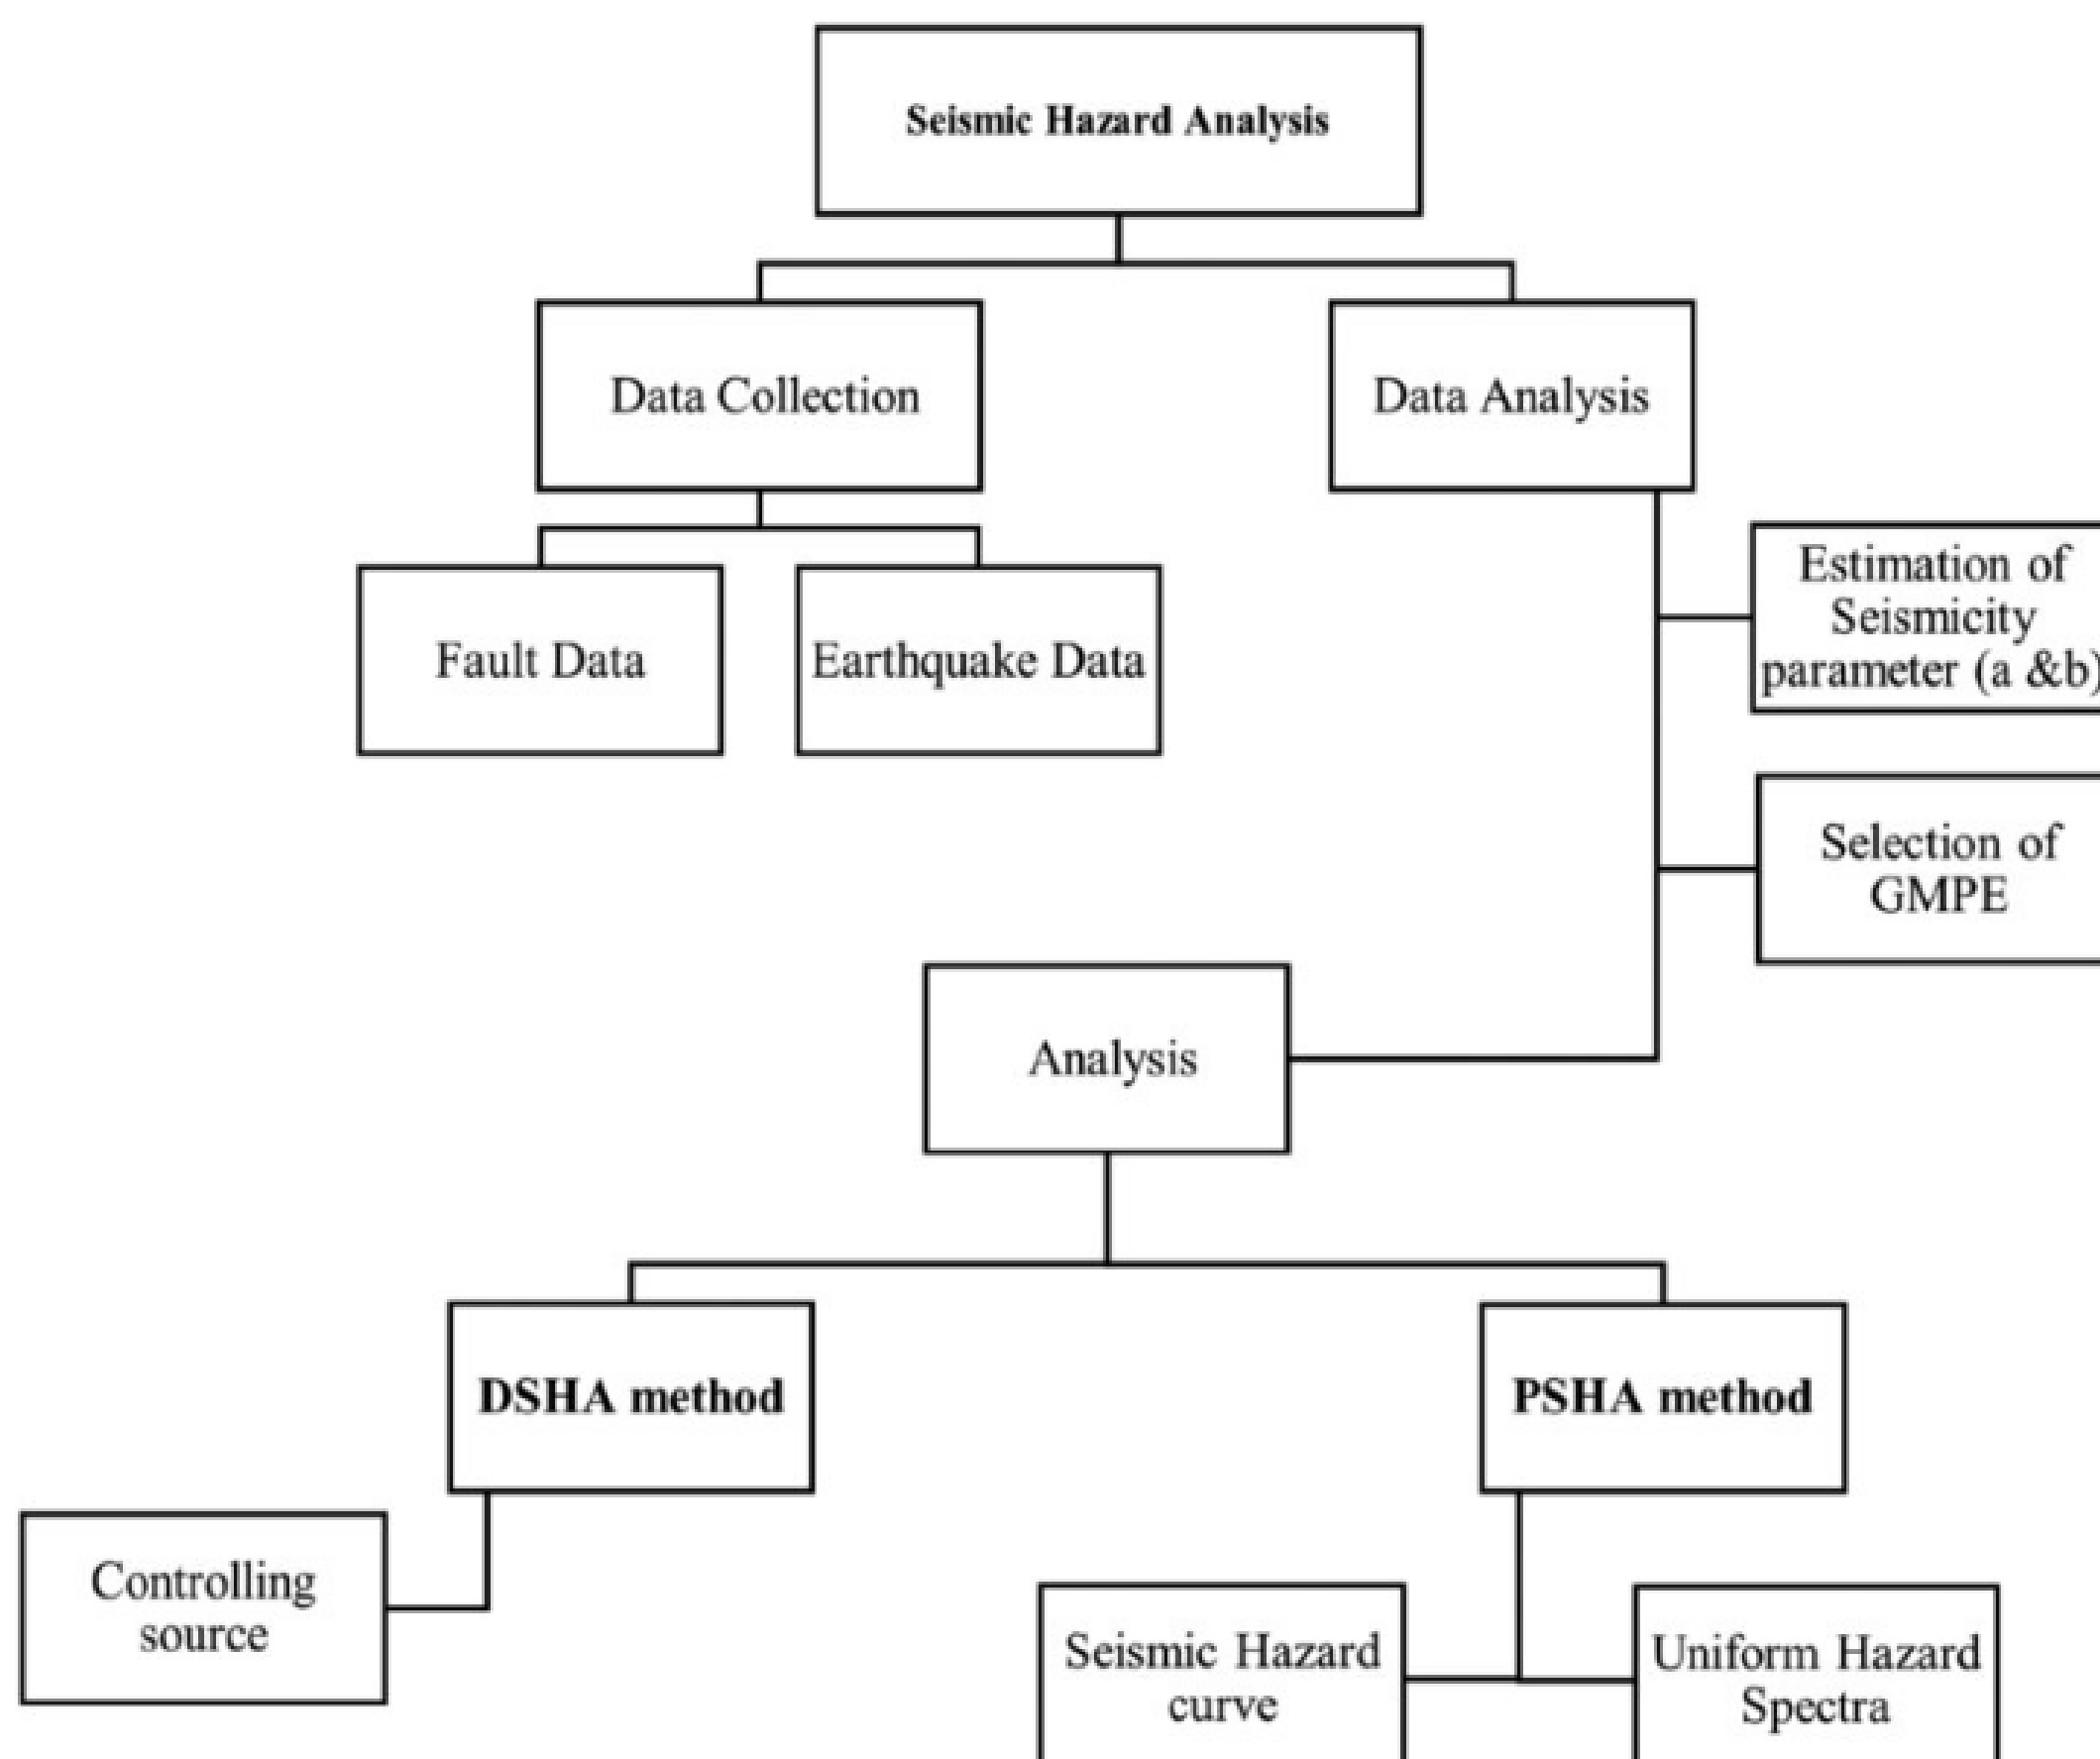 Seismic Hazard Analysis
Data Collection
Data Analysis
Fault Data
Earthquake Data
Estimation of
Seismicity
parameter (a &b)
Selection of
GMPE
Analysis
DSHA method
PSHA method
Controlling
source
Seismic Hazard
curve
Uniform Hazard
Spectra